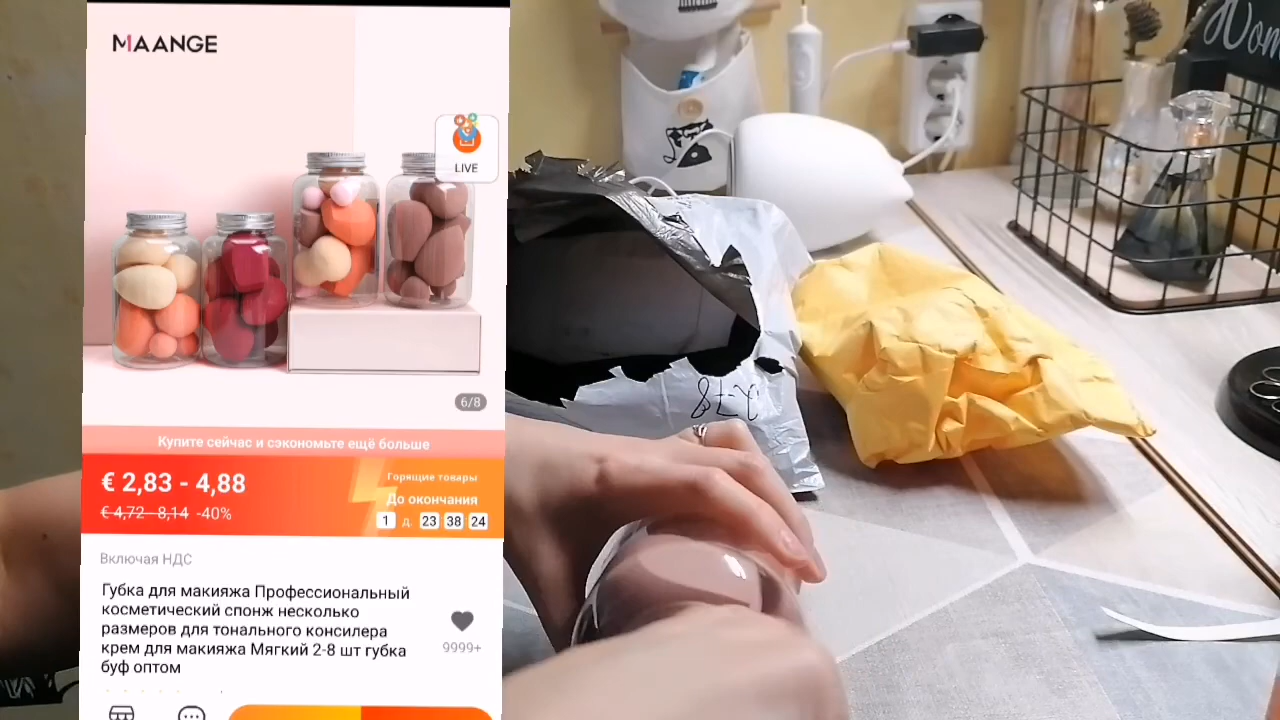 MAANGE
LIVE
6/8
Купите сейчас и сэкономьте ещё больше
€ 2,83 - 4,88
€ 4,72 - 8,14 -40%
Горящие товары
До окончания
1 д. 23 38 24
Включая НДС
Губка для макияжа Профессиональный
косметический спонж несколько
размеров для тонального консилера
крем для макияжа Мягкий 2-8 шт губка
буф оптом
9999+